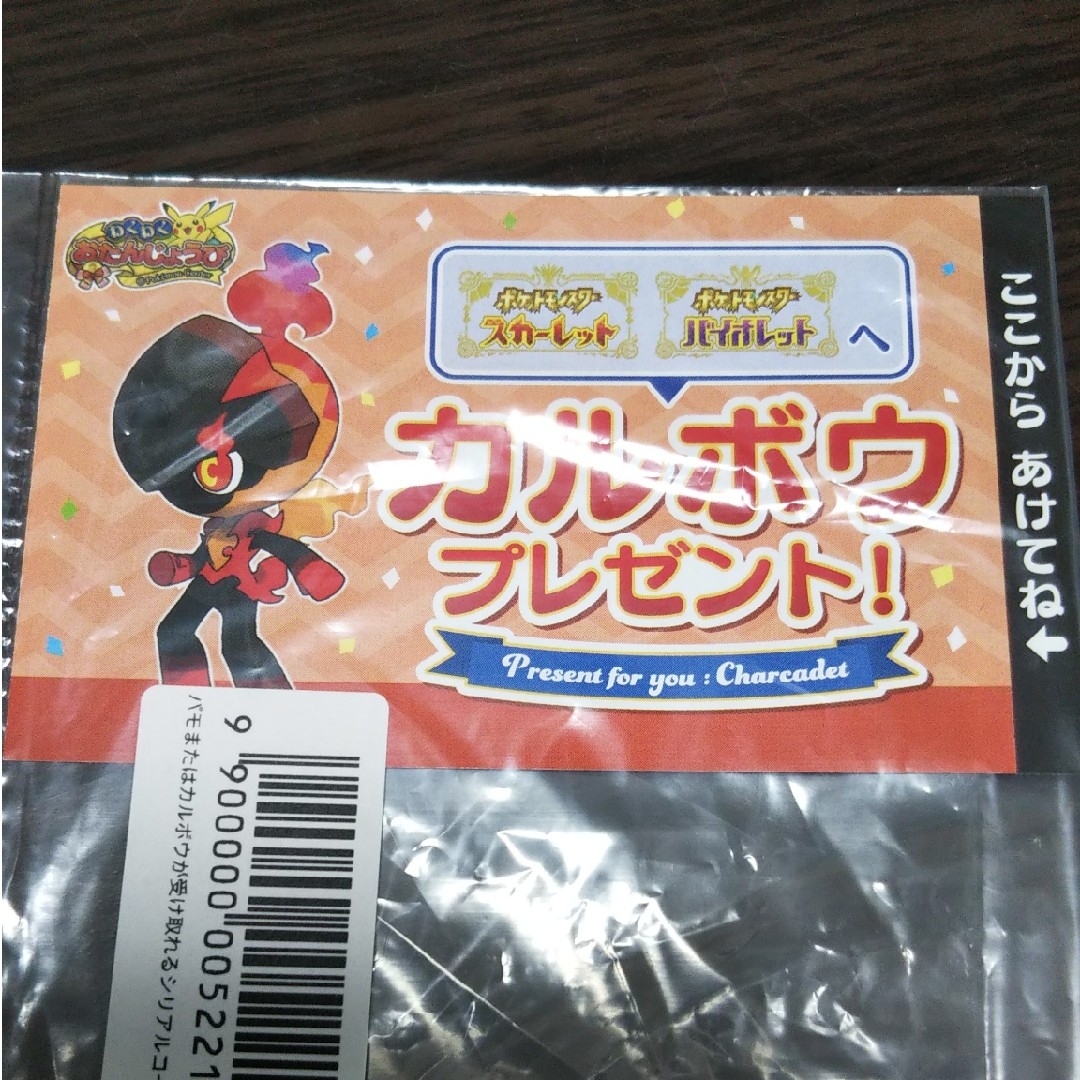 わくわく
おたんじょうび
@Pokémon Center
ポケットモンスター
スカーレット
ポケットモンスター
バイオレット
へ
カルボウ
プレゼント!
Present for you : Charcadet
ここから あけてね↑
9 900000 005221
パモまたはカルボウが受け取れるシリアルコー